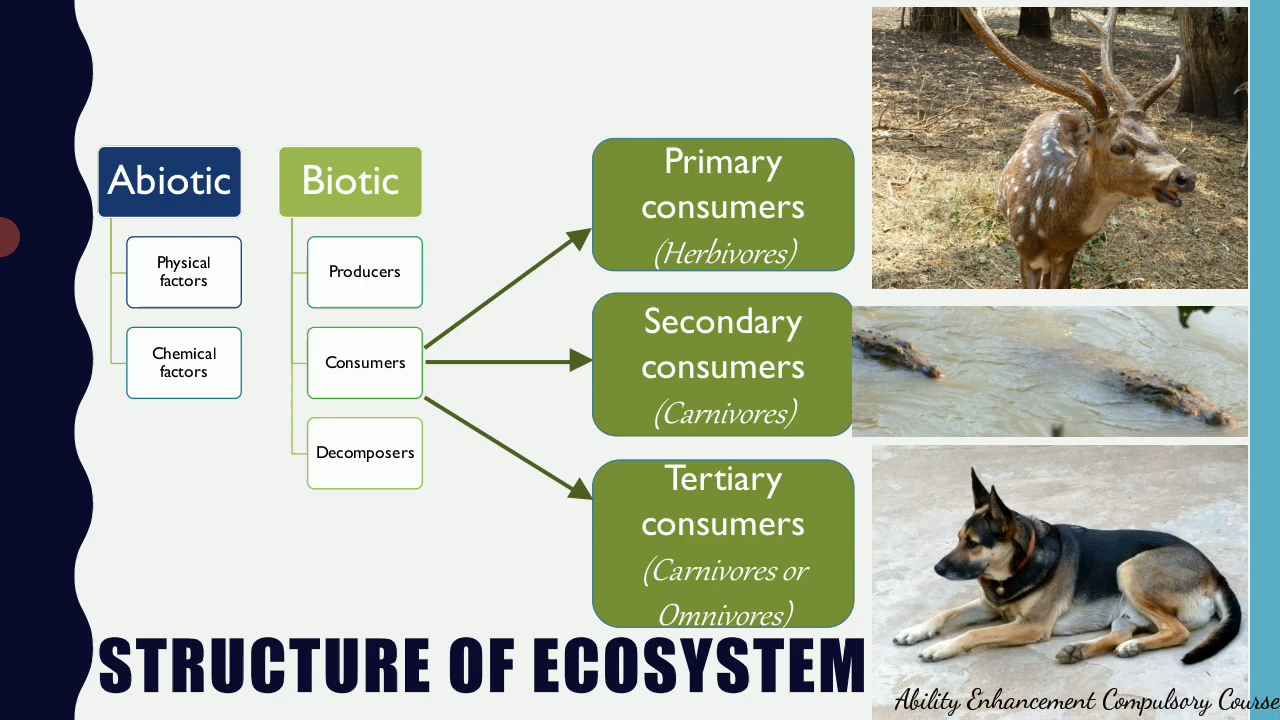 Abiotic
Physical
factors
Chemical
factors
Biotic
Producers
Consumers
Decomposers
Primary
consumers
(Herbivores)
Secondary
consumers
(Carnivores)
Tertiary
consumers
(Carnivores or
Omnivores)
STRUCTURE OF ECOSYSTEM
Ability Enhancement Compulsory Course